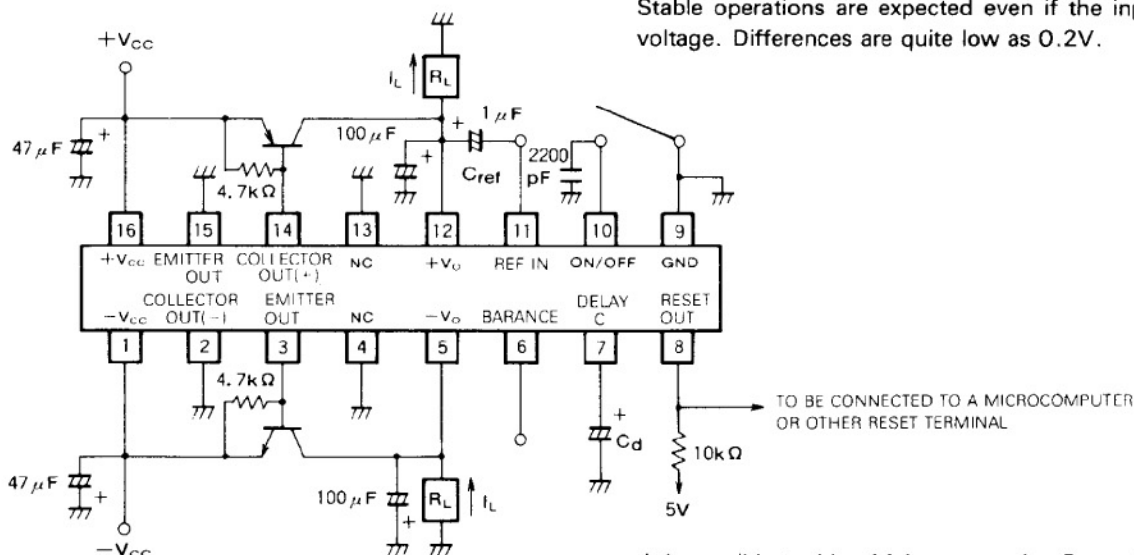 Stable operations are expected even if the inp
voltage. Differences are quite low as 0.2V.
+VCC
IL
RL
1μF
47μF
+
100μF
+
+
Cref
2200
pF
4.7kΩ
16
15
14
13
12
11
10
9
+Vcc
EMITTER
OUT
COLLECTOR
OUT(+)
NC
+Vo
REF IN
ON/OFF
GND
-Vcc
COLLECTOR
OUT(-)
EMITTER
OUT
NC
-Vo
BARANCE
DELAY
C
RESET
OUT
1
2
3
4
5
6
7
8
4.7kΩ
TO BE CONNECTED TO A MICROCOMPUTER
OR OTHER RESET TERMINAL
+
Cd
10kΩ
5V
47μF
+
100μF
+
RL
IL
-VCC